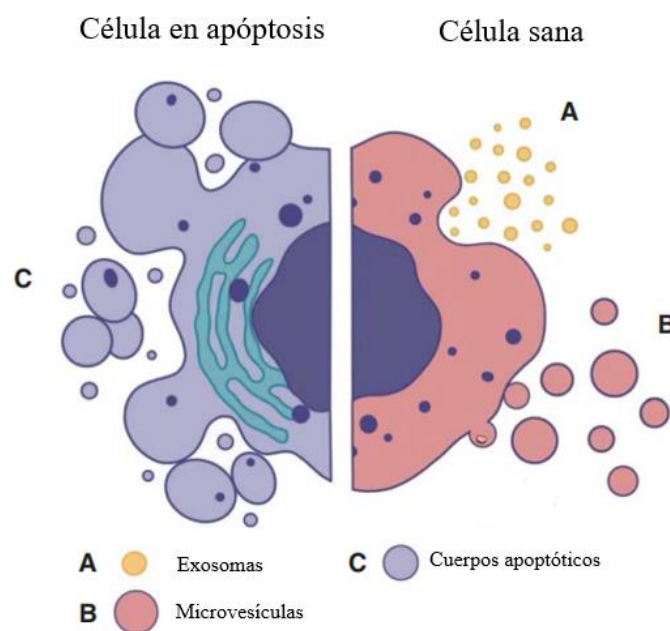 Célula en apóptosis
Célula sana
A
C
B
A Exosomas
C Cuerpos apoptóticos
B Microvesículas